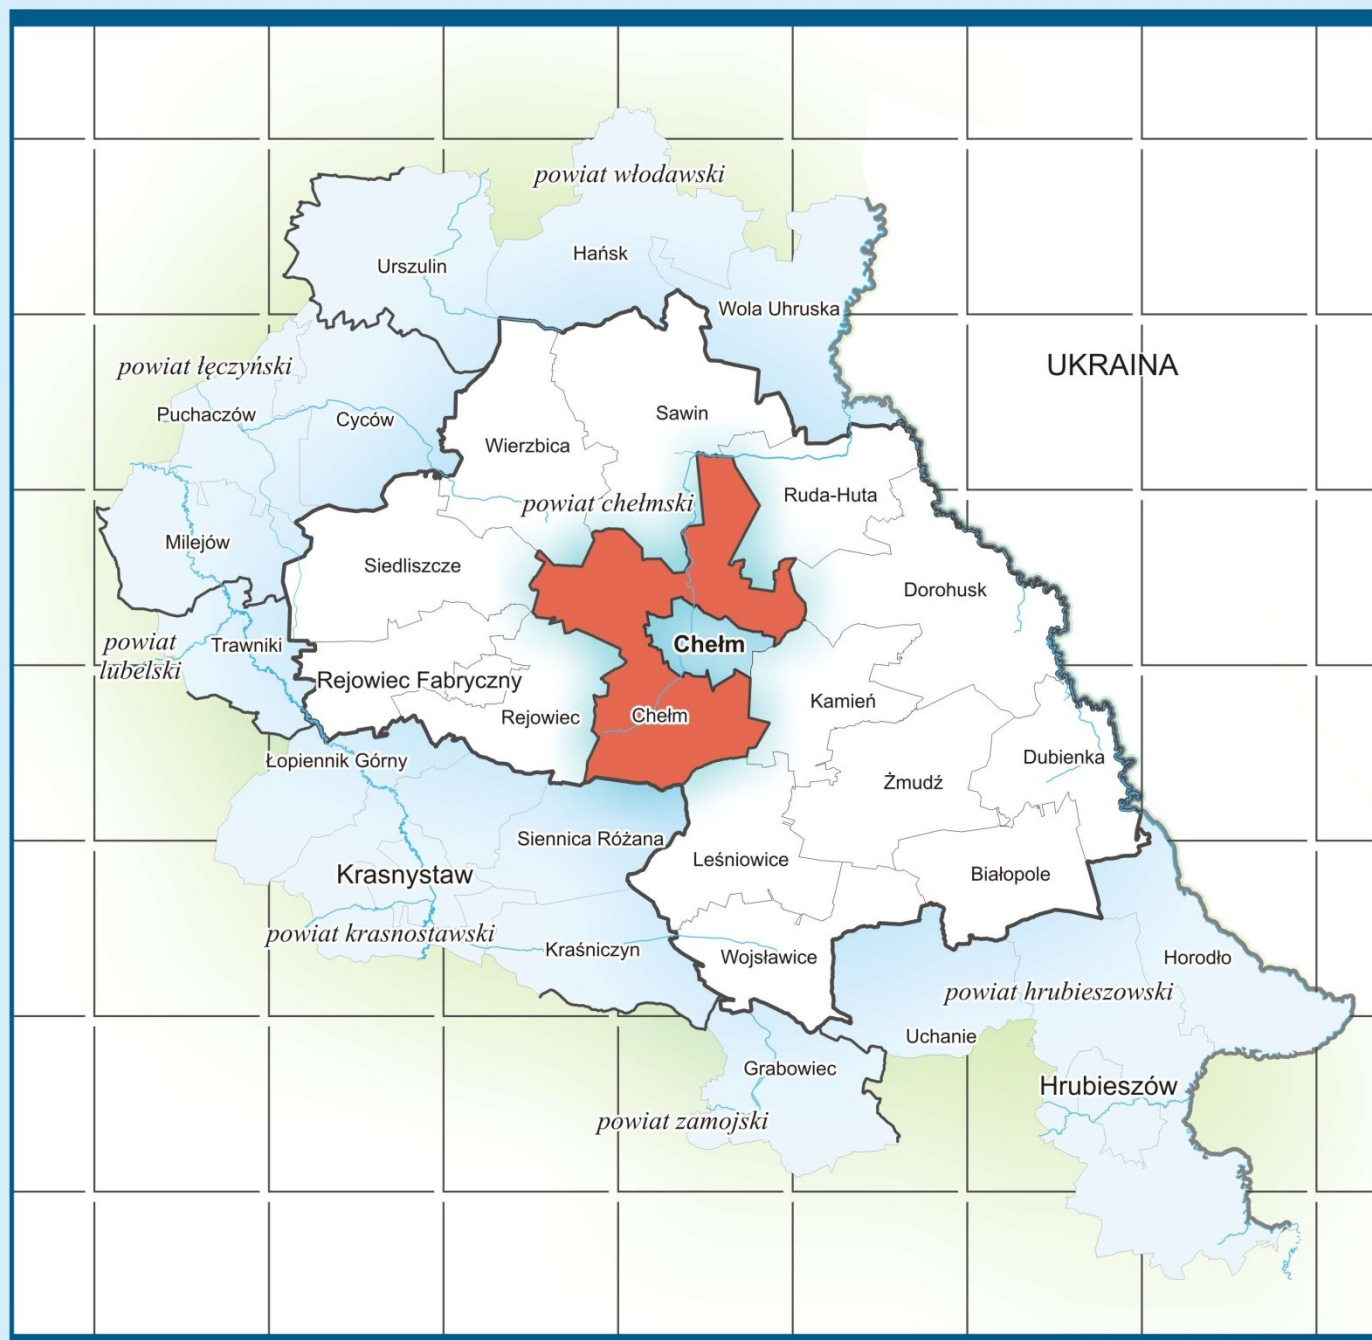 powiat włodawski
Hańsk
Urszulin
Wola Uhruska
UKRAINA
powiat łęczyński
Puchaczów
Cyców
Sawin
Wierzbica
Ruda-Huta
powiat chełmski
Milejów
Siedliszcze
Dorohusk
powiat
lubelski
Trawniki
Chełm
Rejowiec Fabryczny
Kamień
Rejowiec
Chełm
Łopiennik Górny
Dubienka
Żmudź
Siennica Różana
Leśniowice
Krasnystaw
Białopole
powiat krasnostawski
Kraśniczyn
Wojsławice
Horodło
powiat hrubieszowski
Uchanie
Grabowiec
Hrubieszów
powiat zamojski